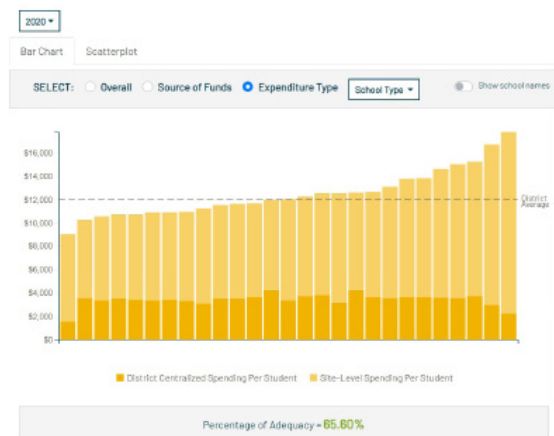 2020
Bar Chart Scatterplot
SELECT: Overall Source of Funds Expenditure Type School Type Show school names
$16,000
$14,000
$12,000
$10,000
$8,000
$6,000
$4,000
$2,000
$0
District
Average
District Centralized Spending Per Student Site-Level Spending Per Student
Percentage of Adequacy = 65.60%